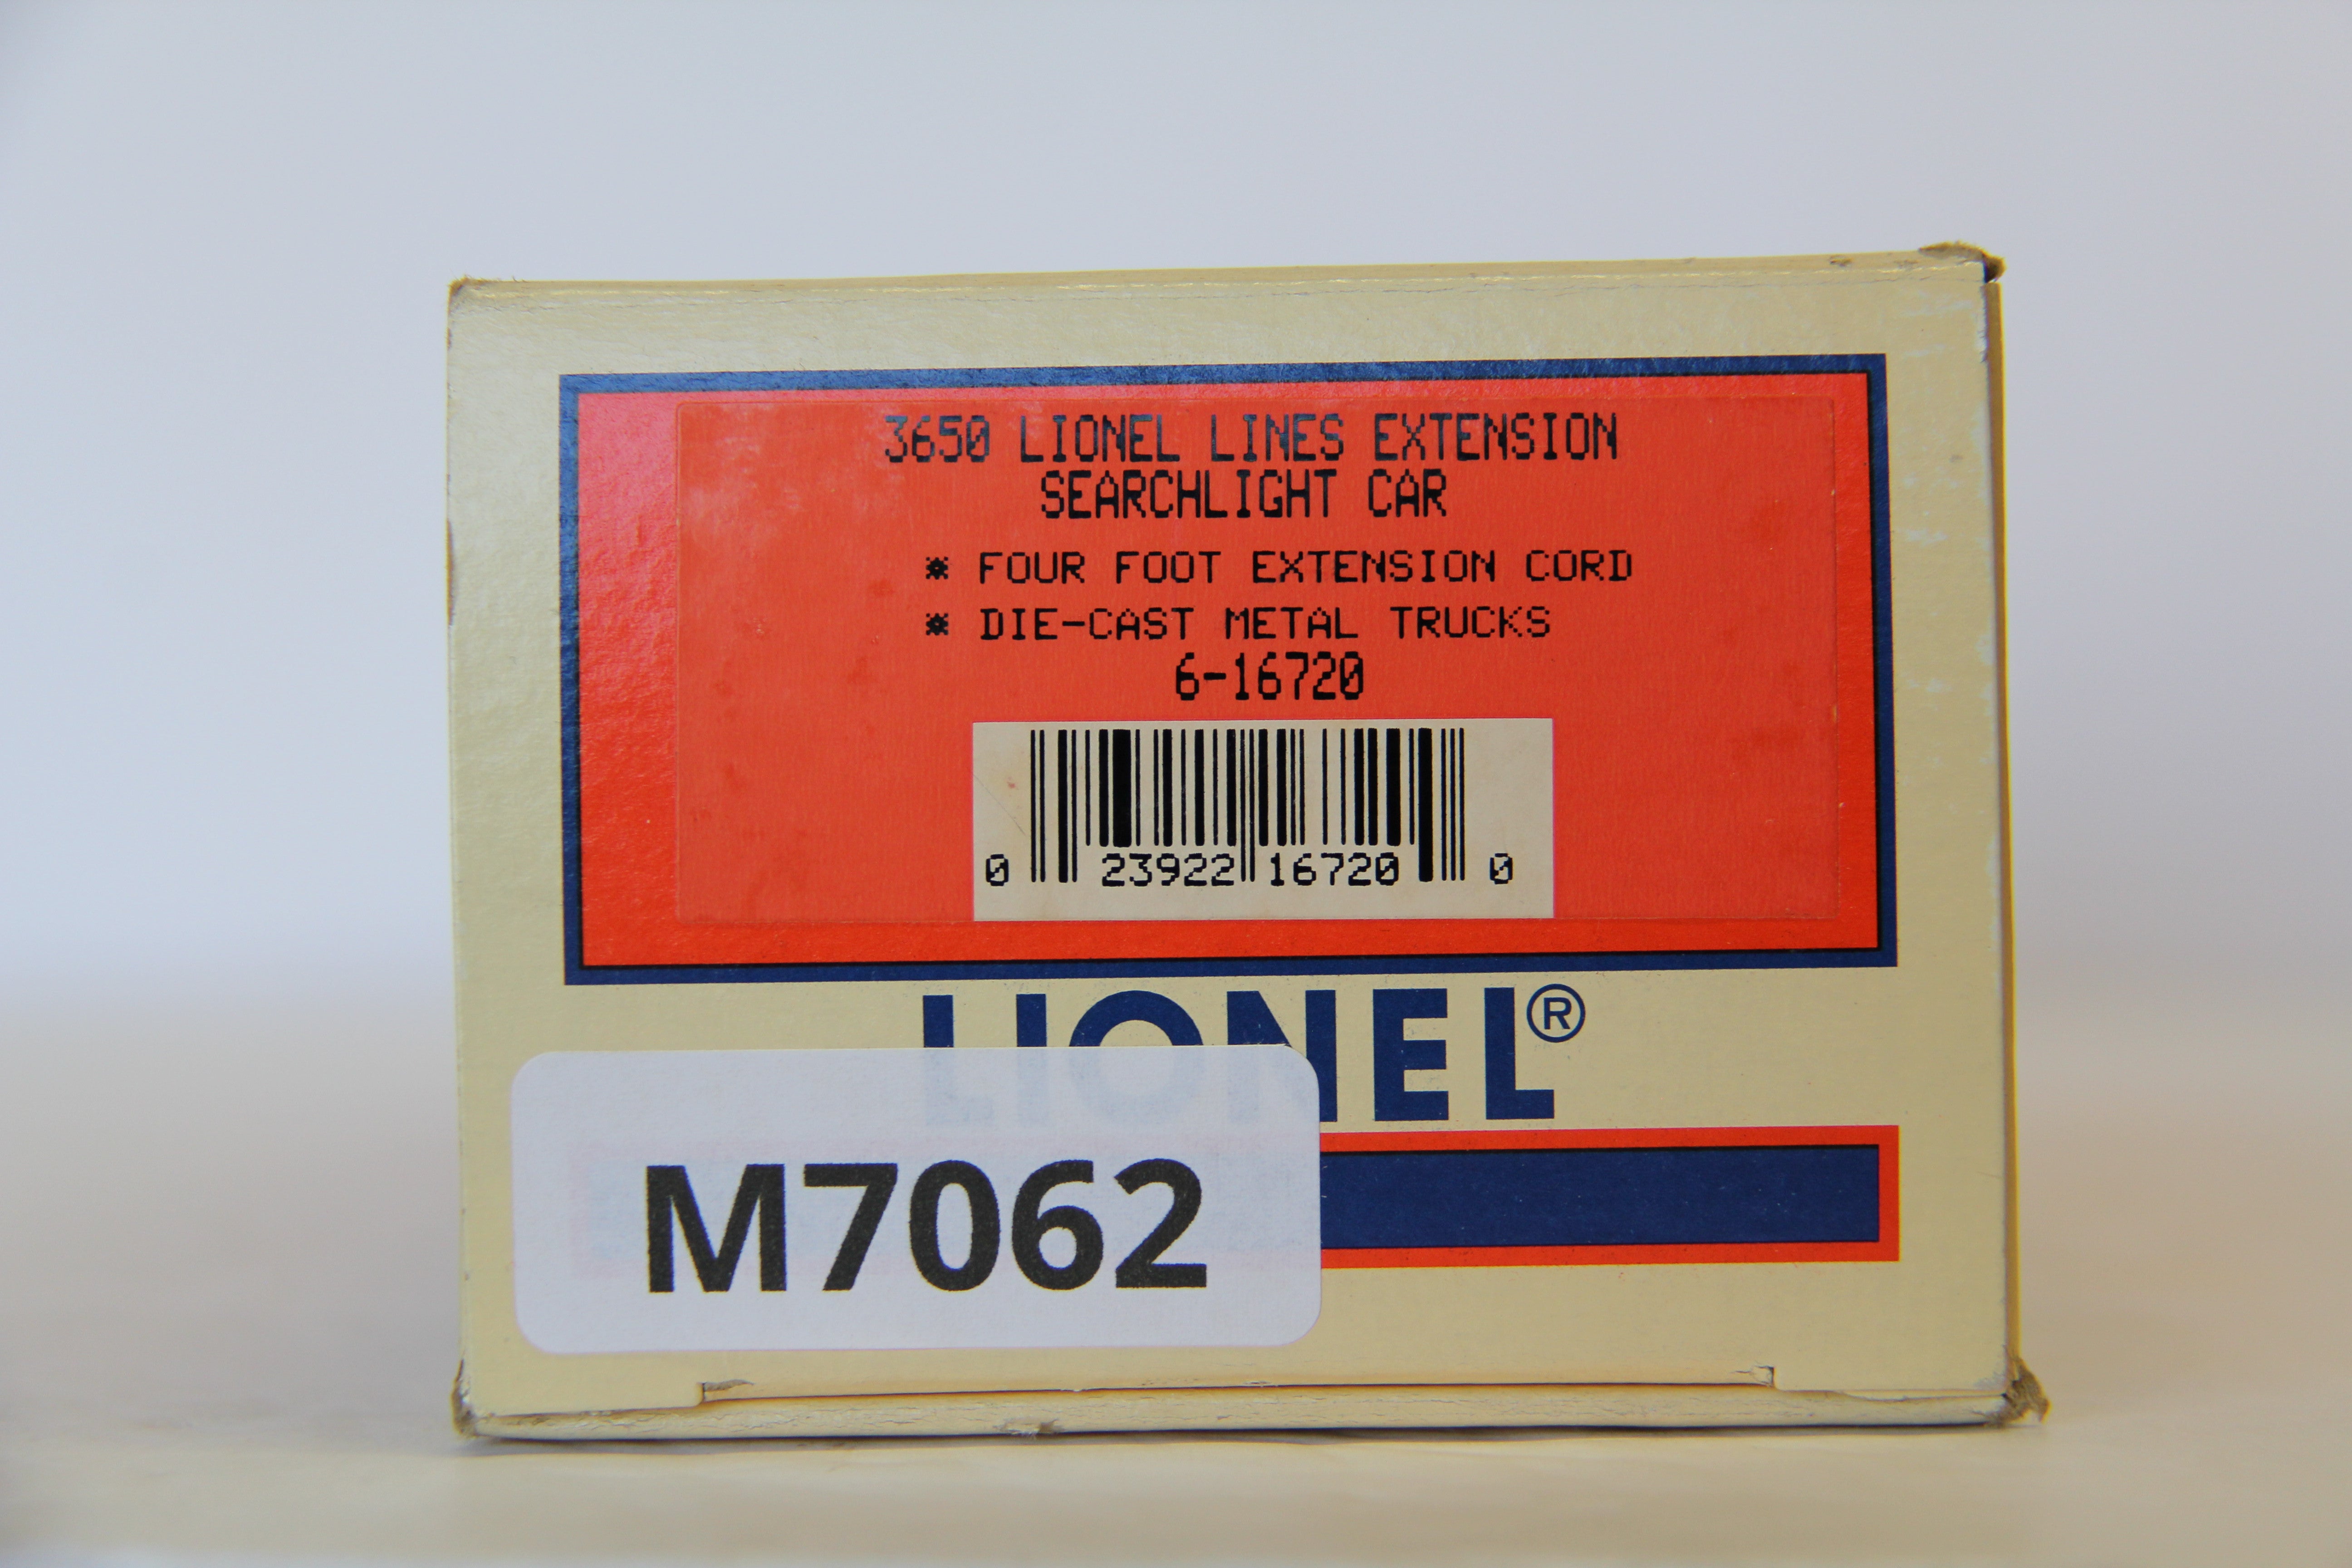 3650 LIONEL LINES EXTENSION
SEARCHLIGHT CAR
* FOUR FOOT EXTENSION CORD
* DIE-CAST METAL TRUCKS
6-16720
0 23922 16720 0
LIONEL®
M7062